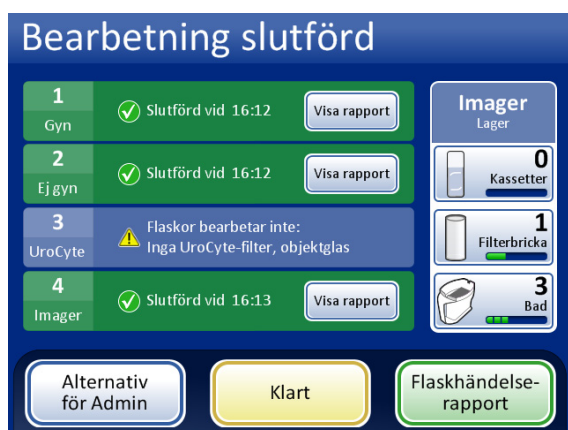 Bearbetning slutförd
1
Gyn
Slutförd vid 16:12
Visa rapport
2
Ej gyn
Slutförd vid 16:12
Visa rapport
3
UroCyte
Flaskor bearbetar inte:
Inga UroCyte-filter, objektglas
4
Imager
Slutförd vid 16:13
Visa rapport
Imager
Lager
0
Kassetter
1
Filterbricka
3
Bad
Alternativ
för Admin
Klart
Flaskhändelse-
rapport